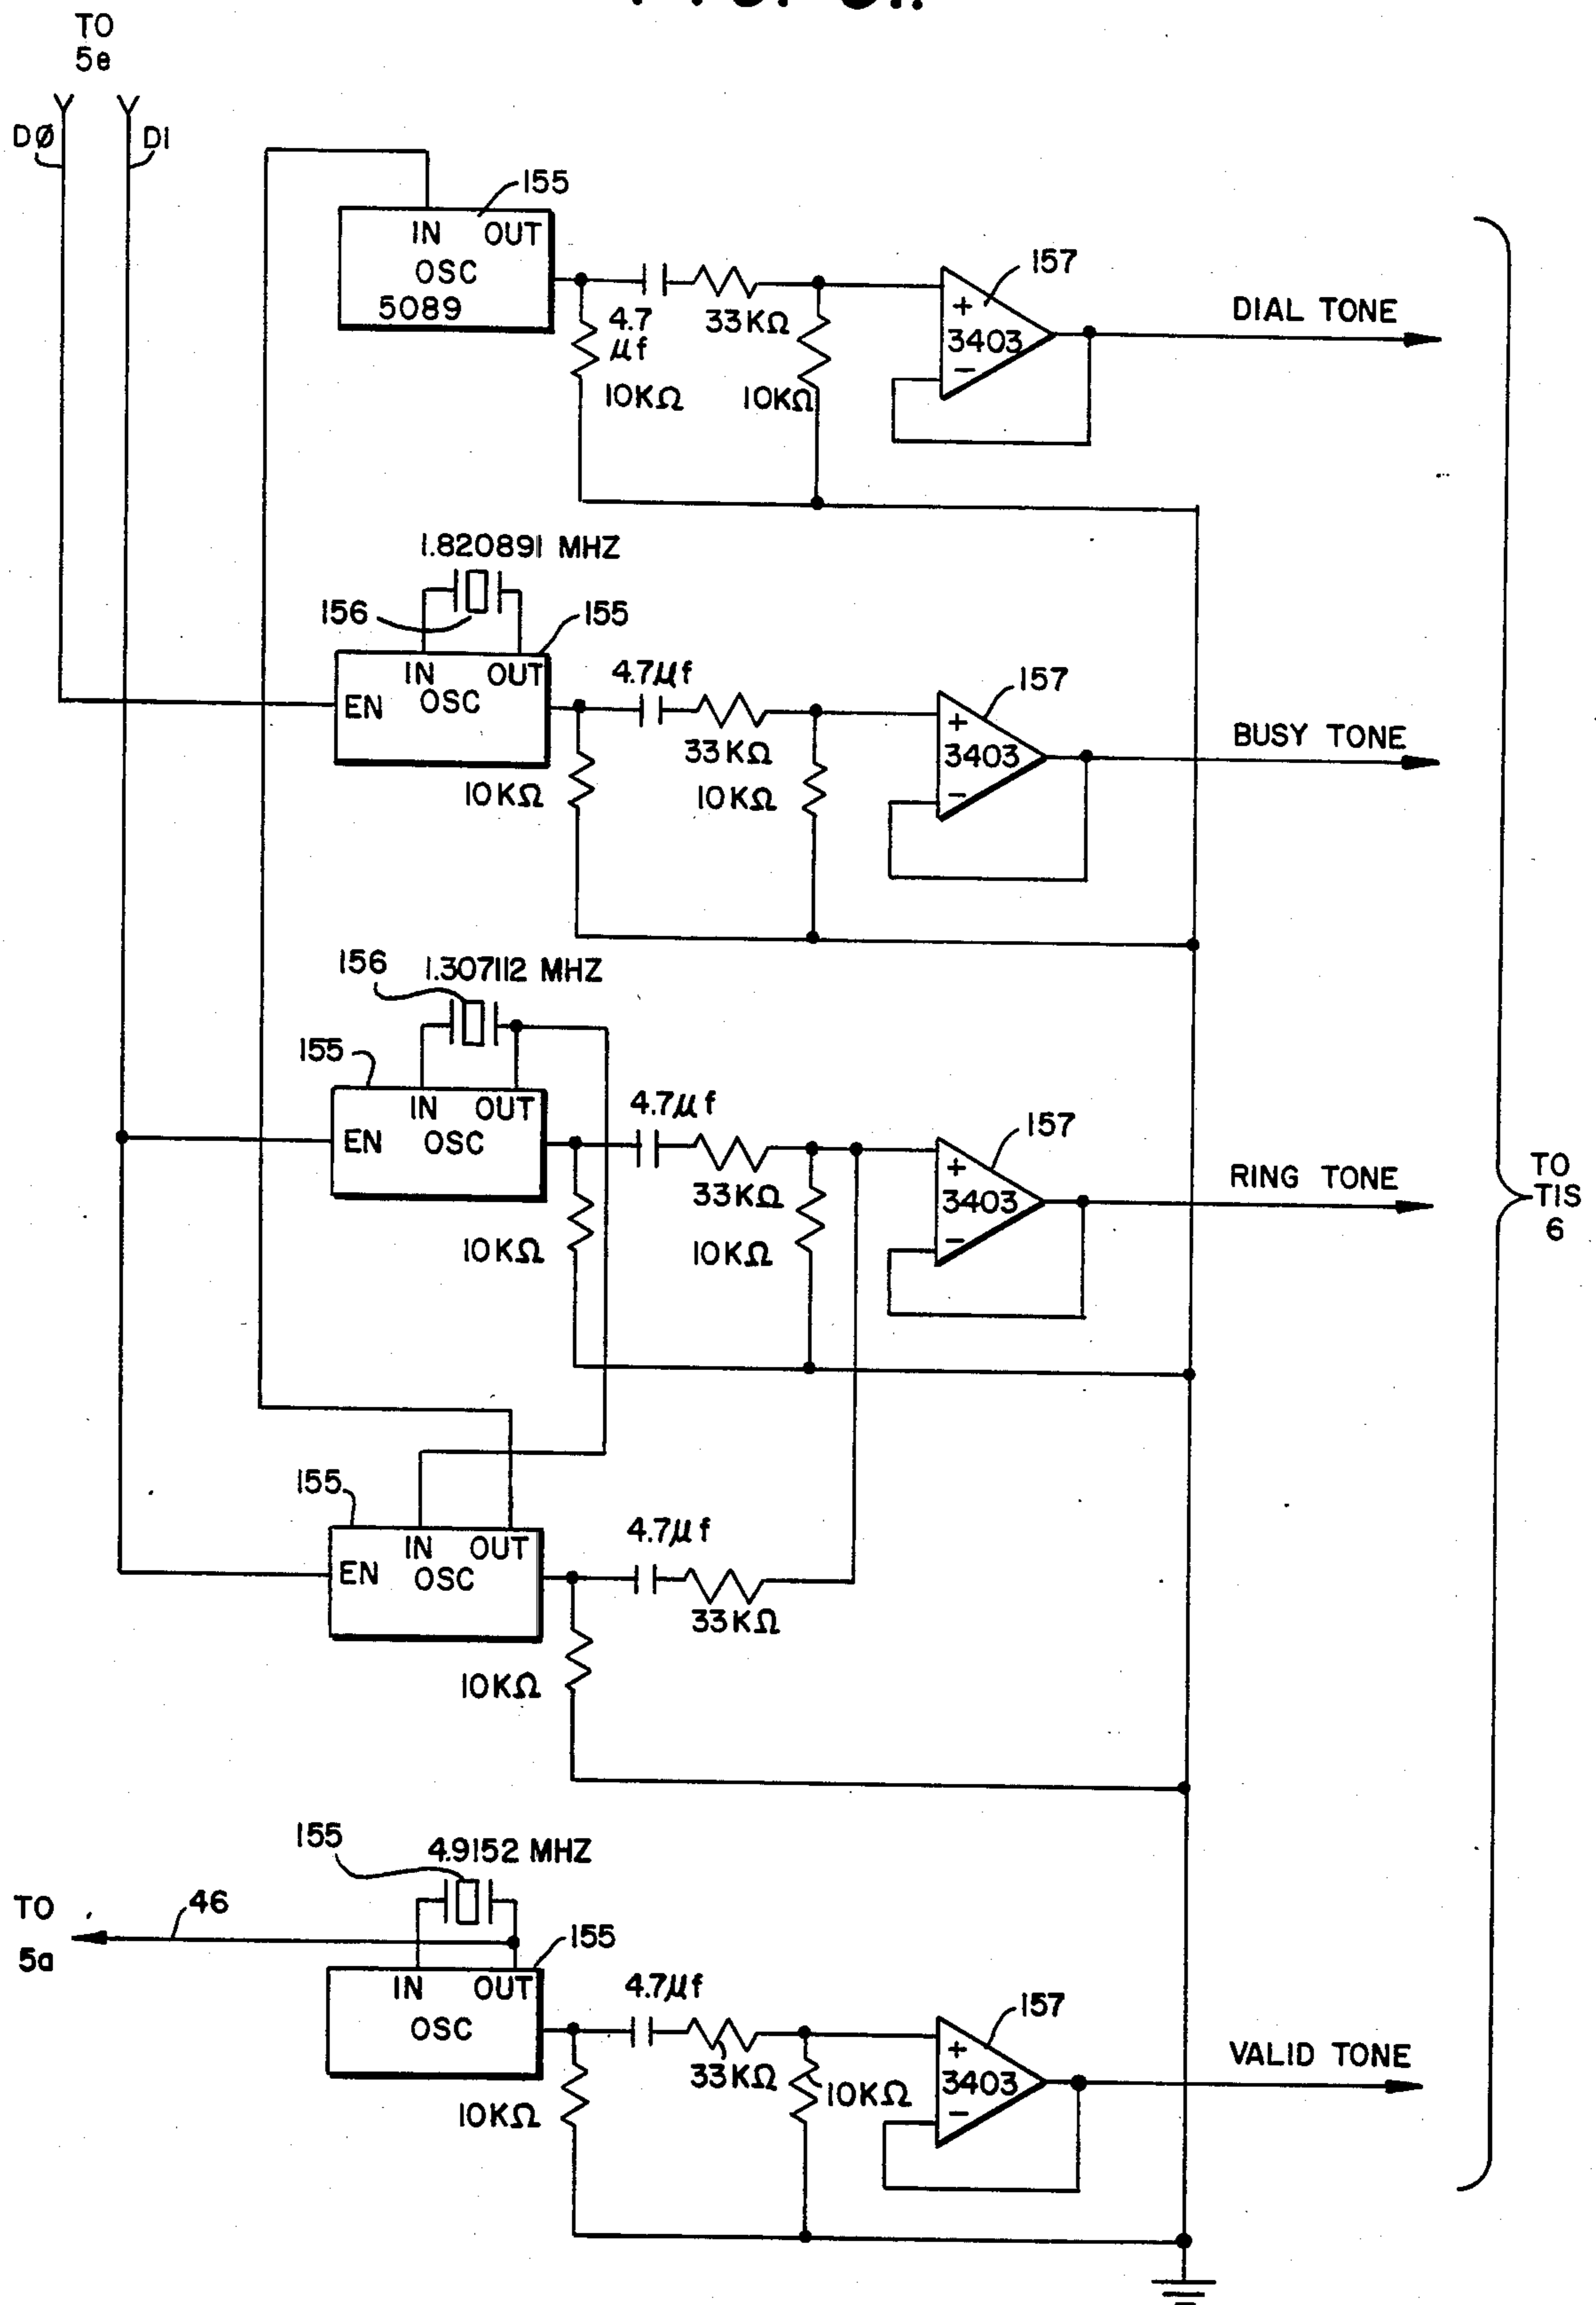 TO
5e
DØ
D1
155
IN OUT
OSC
5089
4.7
µf
33KΩ
10KΩ
10KΩ
157
+
3403
−
DIAL TONE
1.820891 MHZ
156
155
IN OUT
EN OSC
4.7µf
33KΩ
10KΩ
10KΩ
157
+
3403
−
BUSY TONE
156
1.307112 MHZ
155
IN OUT
EN OSC
4.7µf
33KΩ
10KΩ
10KΩ
157
+
3403
−
RING TONE
TO
TIS
6
155
IN OUT
EN OSC
4.7µf
33KΩ
10KΩ
155
4.9152 MHZ
TO
5a
46
155
IN OUT
OSC
4.7µf
33KΩ
10KΩ
10KΩ
157
+
3403
−
VALID TONE